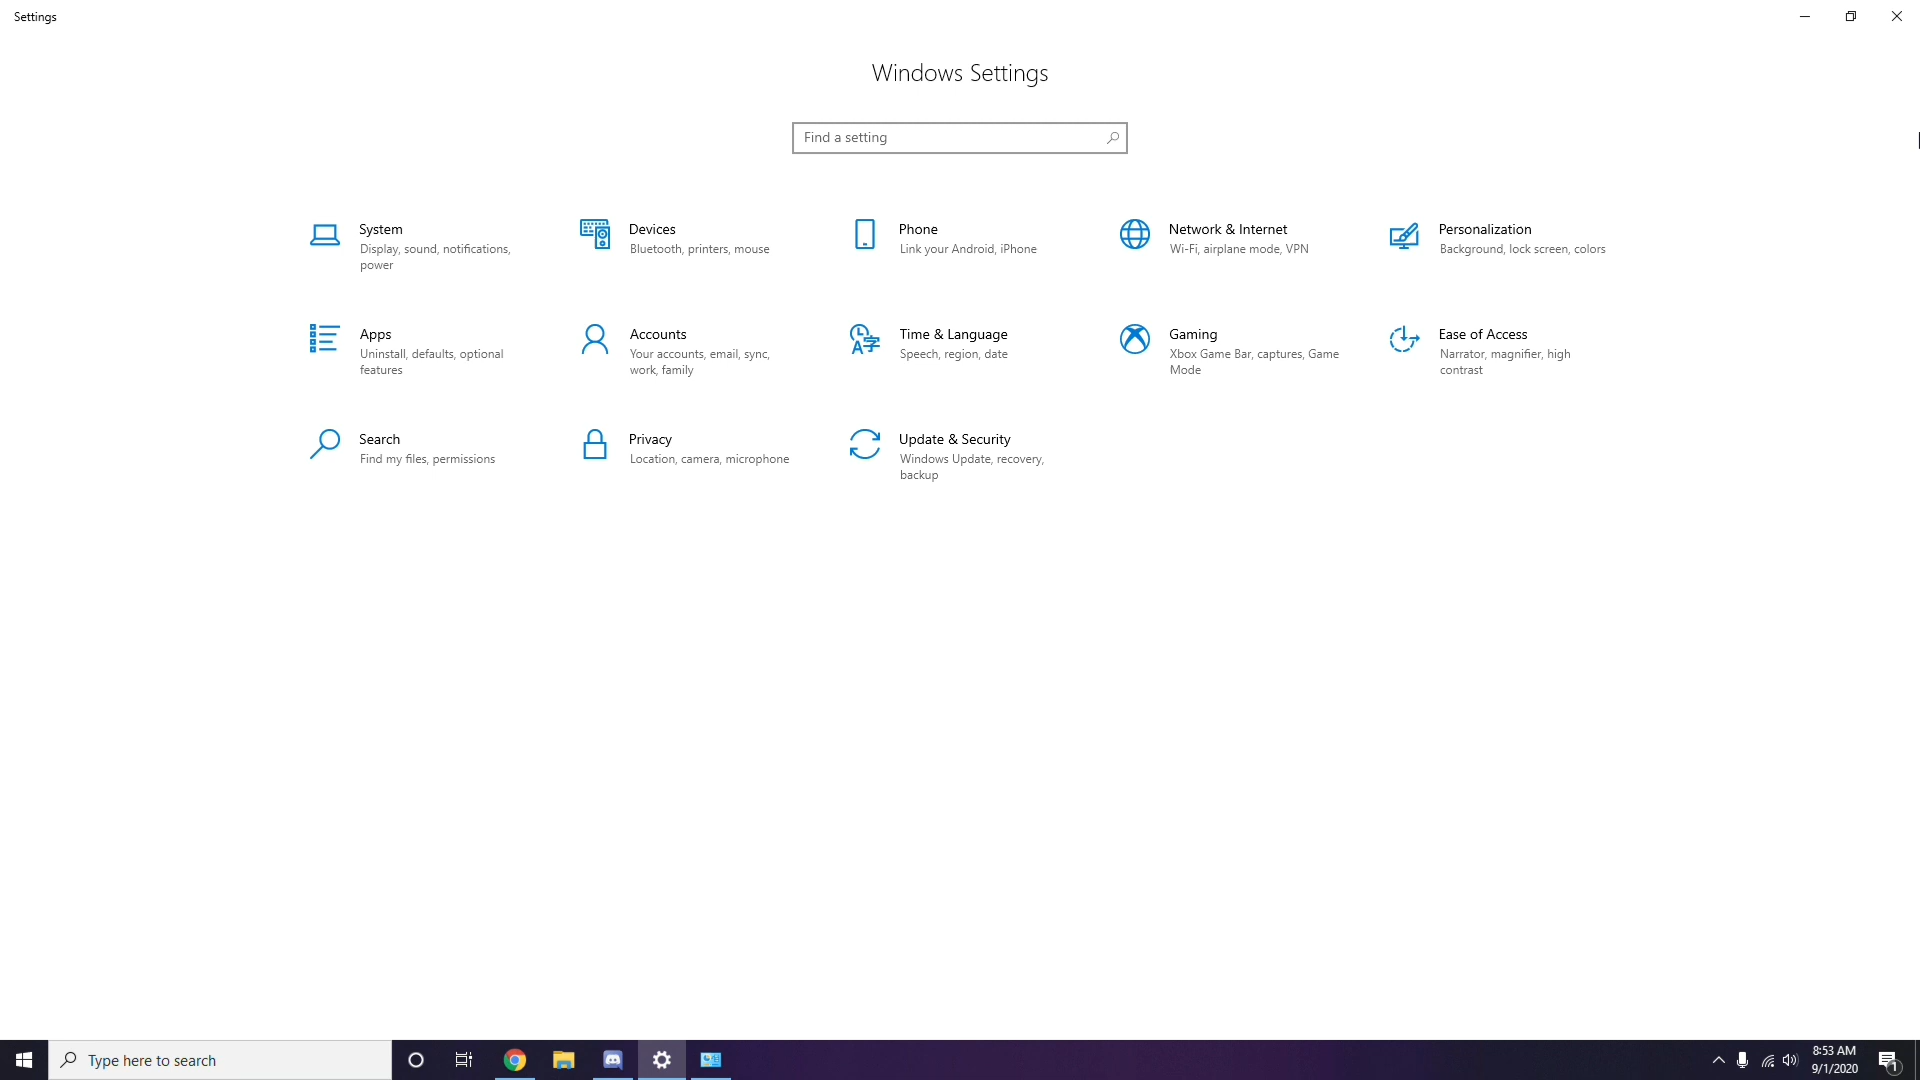 Settings
Windows Settings
Find a setting
System
Display, sound, notifications,
power
Devices
Bluetooth, printers, mouse
Phone
Link your Android, iPhone
Network & Internet
Wi-Fi, airplane mode, VPN
Personalization
Background, lock screen, colors
Apps
Uninstall, defaults, optional
features
Accounts
Your accounts, email, sync,
work, family
Time & Language
Speech, region, date
Gaming
Xbox Game Bar, captures, Game
Mode
Ease of Access
Narrator, magnifier, high
contrast
Search
Find my files, permissions
Privacy
Location, camera, microphone
Update & Security
Windows Update, recovery,
backup
Type here to search
8:53 AM
9/1/2020
1